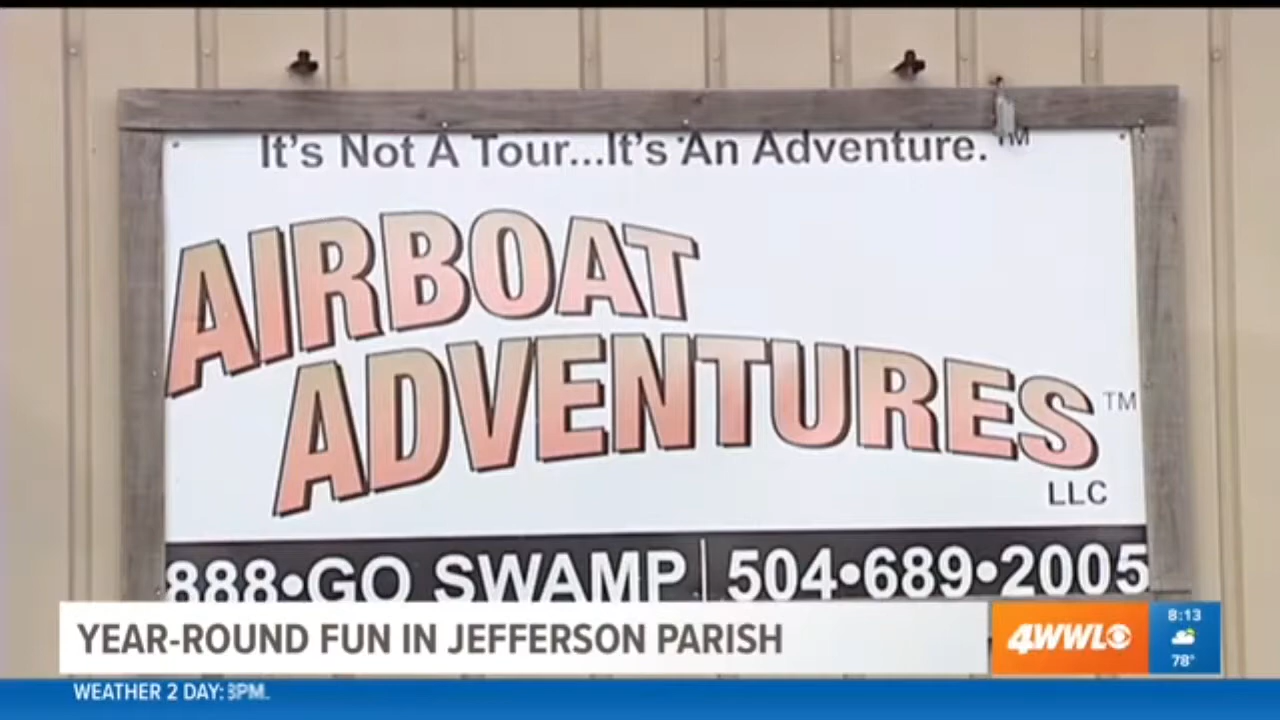 It's Not A Tour...It's An Adventure.™
AIRBOAT
ADVENTURES™
LLC
888•GO SWAMP | 504•689•2005
YEAR-ROUND FUN IN JEFFERSON PARISH
4WWL
8:13
78°
WEATHER 2 DAY: 3PM.